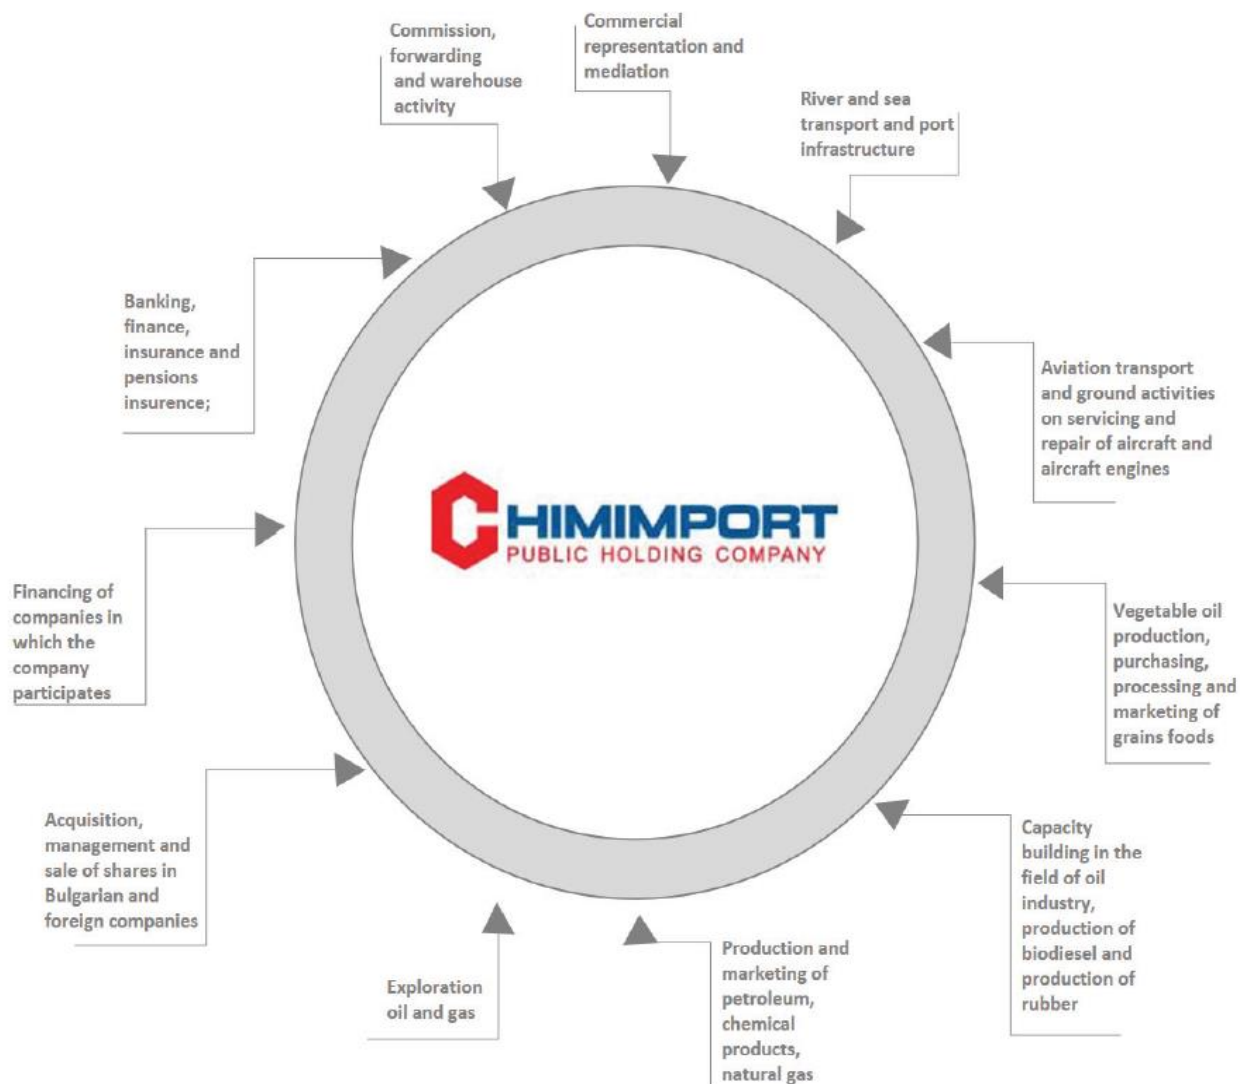 Commercial
representation and
mediation
Commission,
forwarding
and warehouse
activity
River and sea
transport and port
infrastructure
Banking,
finance,
insurance and
pensions
insurence;
Aviation transport
and ground activities
on servicing and
repair of aircraft and
aircraft engines
CHIMIMPORT
PUBLIC HOLDING COMPANY
Financing of
companies in
which the
company
participates
Vegetable oil
production,
purchasing,
processing and
marketing of
grains foods
Acquisition,
management and
sale of shares in
Bulgarian and
foreign companies
Capacity
building in the
field of oil
industry,
production of
biodiesel and
production of
rubber
Exploration
oil and gas
Production and
marketing of
petroleum,
chemical
products,
natural gas